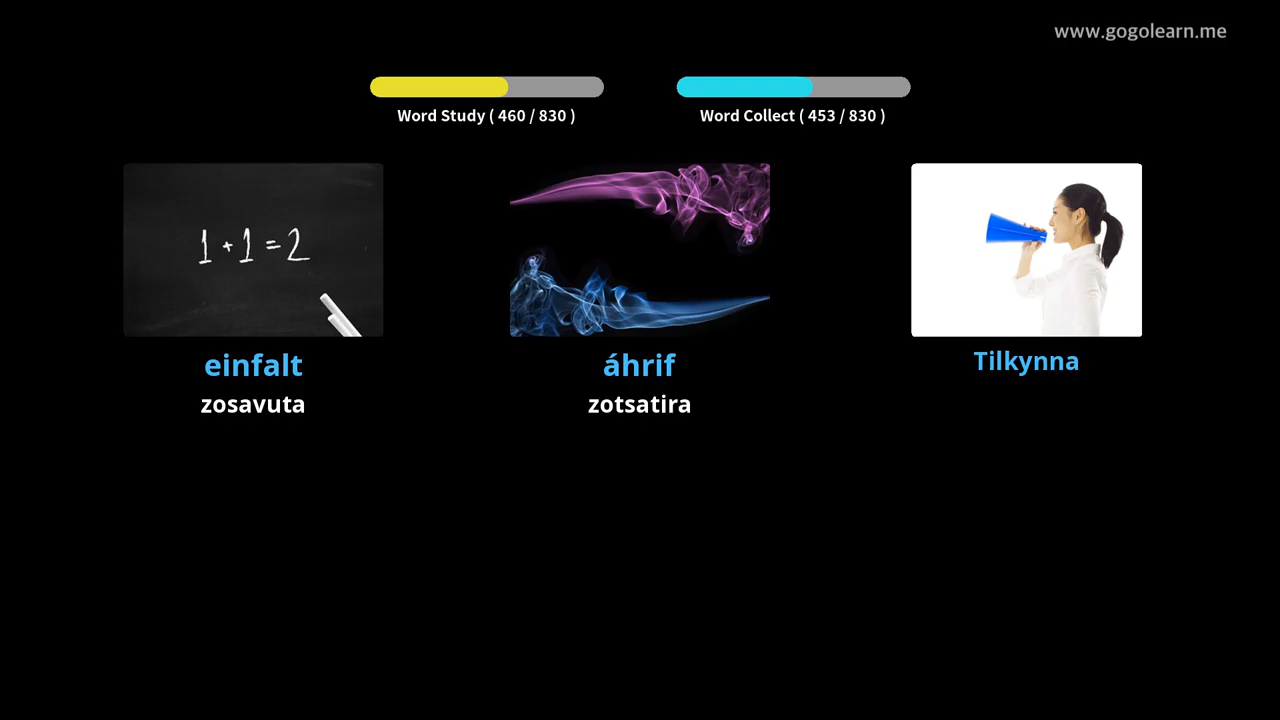 www.gogolearn.me
Word Study ( 460 / 830 )
Word Collect ( 453 / 830 )
1 + 1 = 2
einfalt
zosavuta
áhrif
zotsatira
Tilkynna